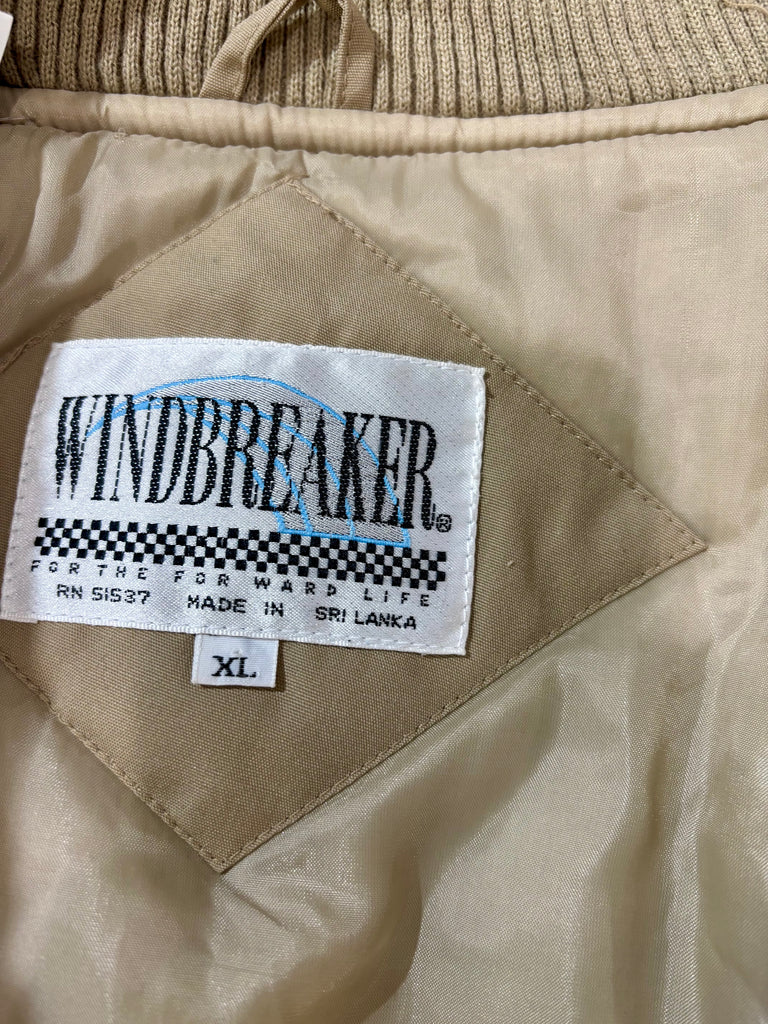 WINDBREAKER®
FOR THE FOR WARD LIFE
RN 51537 MADE IN SRI LANKA
XL